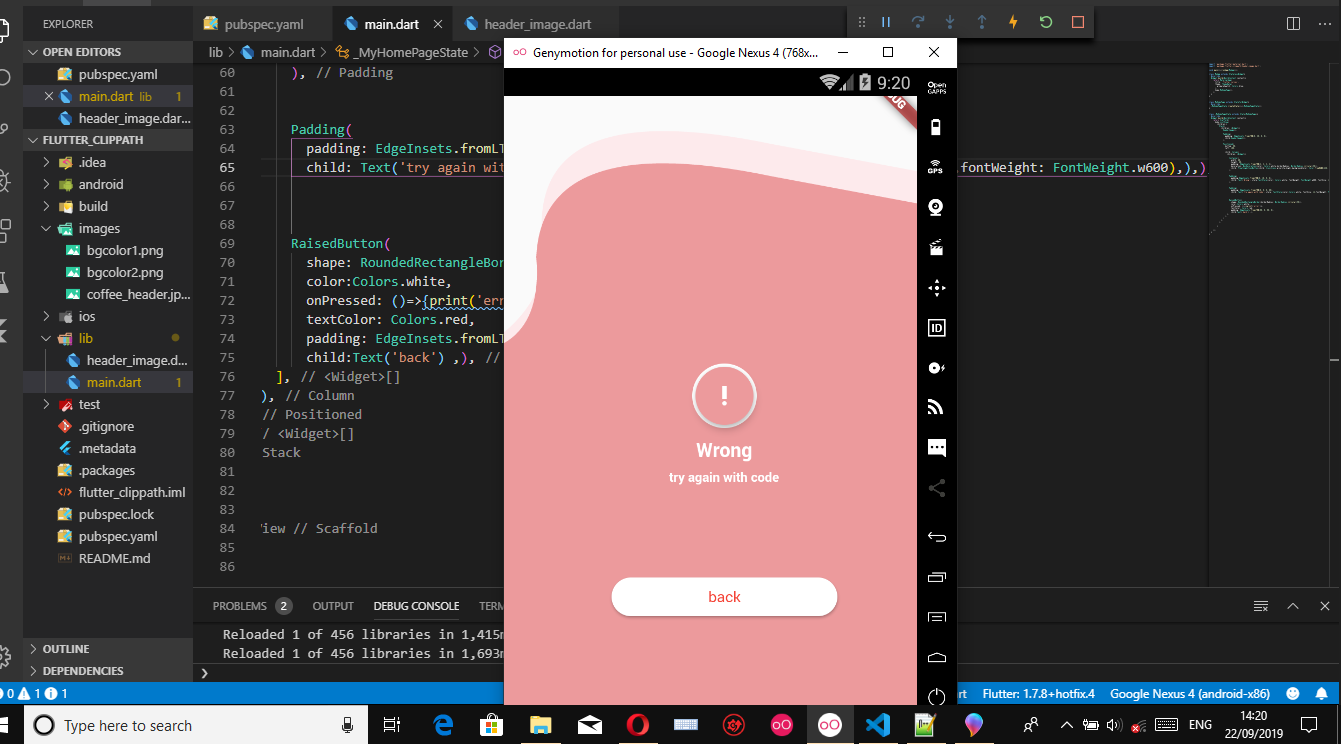 EXPLORER
OPEN EDITORS
pubspec.yaml
main.dart lib 1
header_image.dar...
FLUTTER_CLIPPATH
.idea
android
build
images
bgcolor1.png
bgcolor2.png
coffee_header.jp...
ios
lib
header_image.d...
main.dart 1
test
.gitignore
.metadata
.packages
flutter_clippath.iml
pubspec.lock
pubspec.yaml
README.md
OUTLINE
DEPENDENCIES
pubspec.yaml main.dart header_image.dart
lib > main.dart > _MyHomePageState >
60 ), // Padding
61
62
63 Padding(
64 padding: EdgeInsets.fromLT
65 child: Text('try again wit ,fontWeight: FontWeight.w600),),)
66
67
68
69 RaisedButton(
70 shape: RoundedRectangleBor
71 color:Colors.white,
72 onPressed: ()=>{print('err
73 textColor: Colors.red,
74 padding: EdgeInsets.fromLT
75 child:Text('back') ,), //
76 ], // <Widget>[]
77 ), // Column
78 // Positioned
79 / <Widget>[]
80 Stack
81
82
83
84 iew // Scaffold
85
86
PROBLEMS 2 OUTPUT DEBUG CONSOLE TERM
Reloaded 1 of 456 libraries in 1,415m
Reloaded 1 of 456 libraries in 1,693m
Genymotion for personal use - Google Nexus 4 (768x...
9:20
UG
Wrong
try again with code
back
Open
GAPPS
GPS
ID
0 1 1
rt Flutter: 1.7.8+hotfix.4 Google Nexus 4 (android-x86)
Type here to search
ENG
14:20
22/09/2019